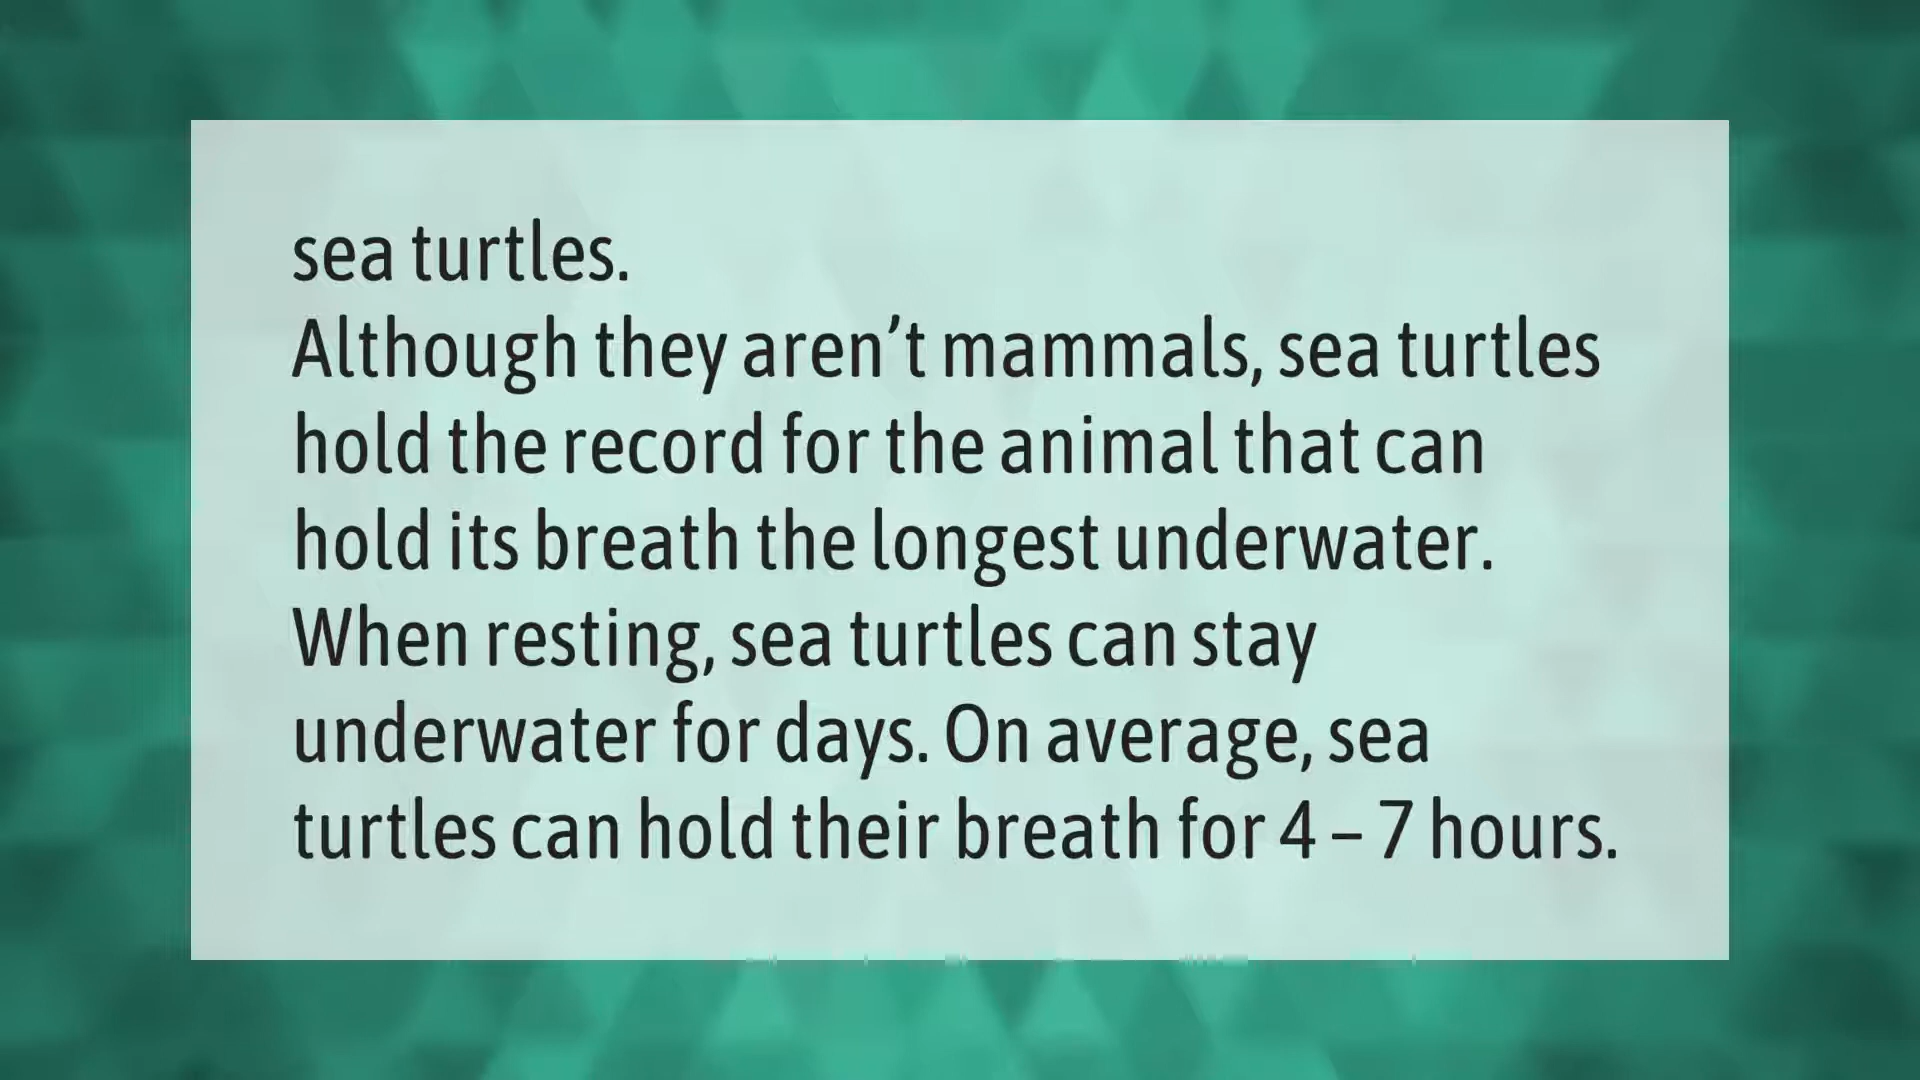 sea turtles.
Although they aren’t mammals, sea turtles
hold the record for the animal that can
hold its breath the longest underwater.
When resting, sea turtles can stay
underwater for days. On average, sea
turtles can hold their breath for 4 – 7 hours.